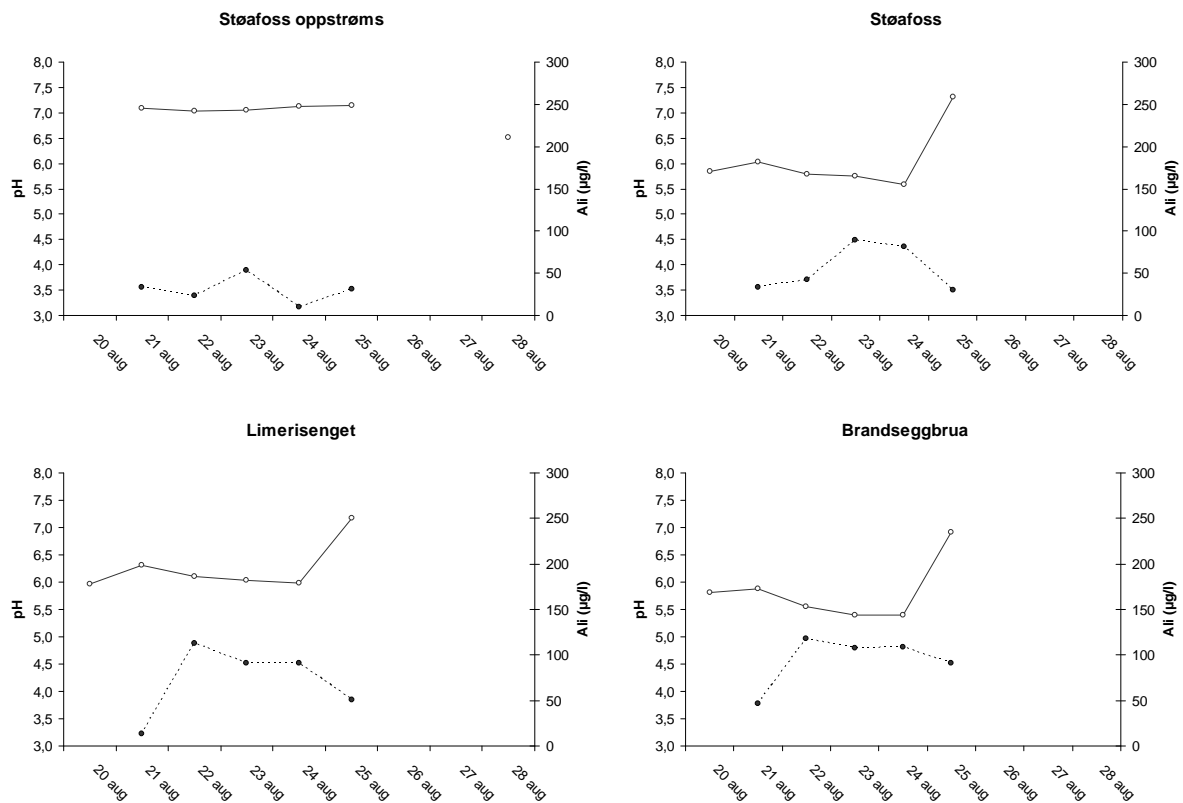 Støafoss oppstrøms
8,0
7,5
7,0
6,5
6,0
5,5
5,0
4,5
4,0
3,5
3,0
pH
300
250
200
150
100
50
0
Ali (µg/l)
20 aug
21 aug
22 aug
23 aug
24 aug
25 aug
26 aug
27 aug
28 aug
Støafoss
8,0
7,5
7,0
6,5
6,0
5,5
5,0
4,5
4,0
3,5
3,0
pH
300
250
200
150
100
50
0
Ali (µg/l)
20 aug
21 aug
22 aug
23 aug
24 aug
25 aug
26 aug
27 aug
28 aug
Limerisenget
8,0
7,5
7,0
6,5
6,0
5,5
5,0
4,5
4,0
3,5
3,0
pH
300
250
200
150
100
50
0
Ali (µg/l)
20 aug
21 aug
22 aug
23 aug
24 aug
25 aug
26 aug
27 aug
28 aug
Brandseggbrua
8,0
7,5
7,0
6,5
6,0
5,5
5,0
4,5
4,0
3,5
3,0
pH
300
250
200
150
100
50
0
Ali (µg/l)
20 aug
21 aug
22 aug
23 aug
24 aug
25 aug
26 aug
27 aug
28 aug